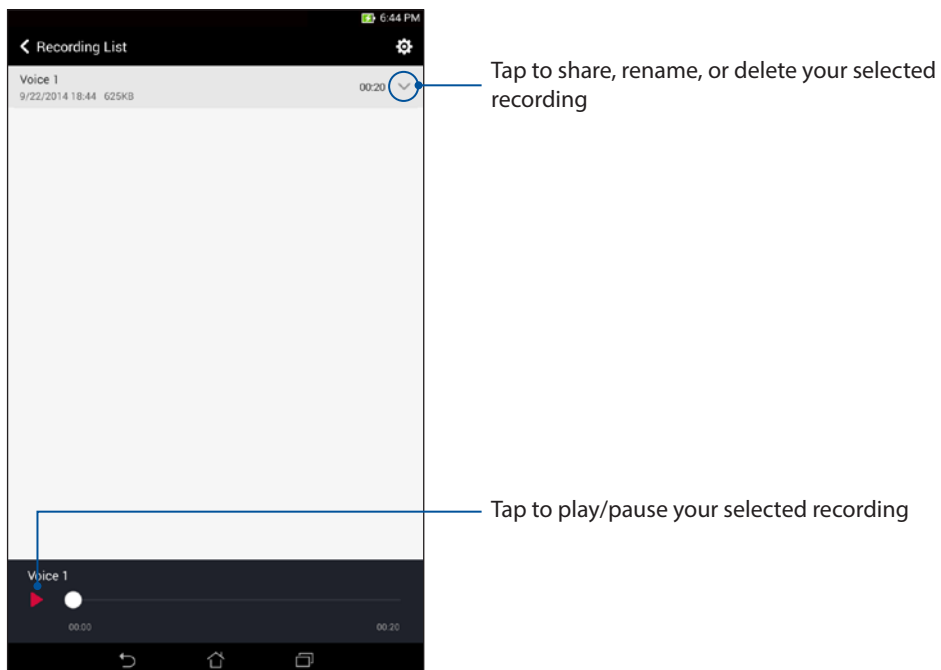 6:44 PM
Recording List
Voice 1
00:20
9/22/2014 18:44 625KB
Tap to share, rename, or delete your selected
recording
Tap to play/pause your selected recording
Voice 1
00:00
00:20